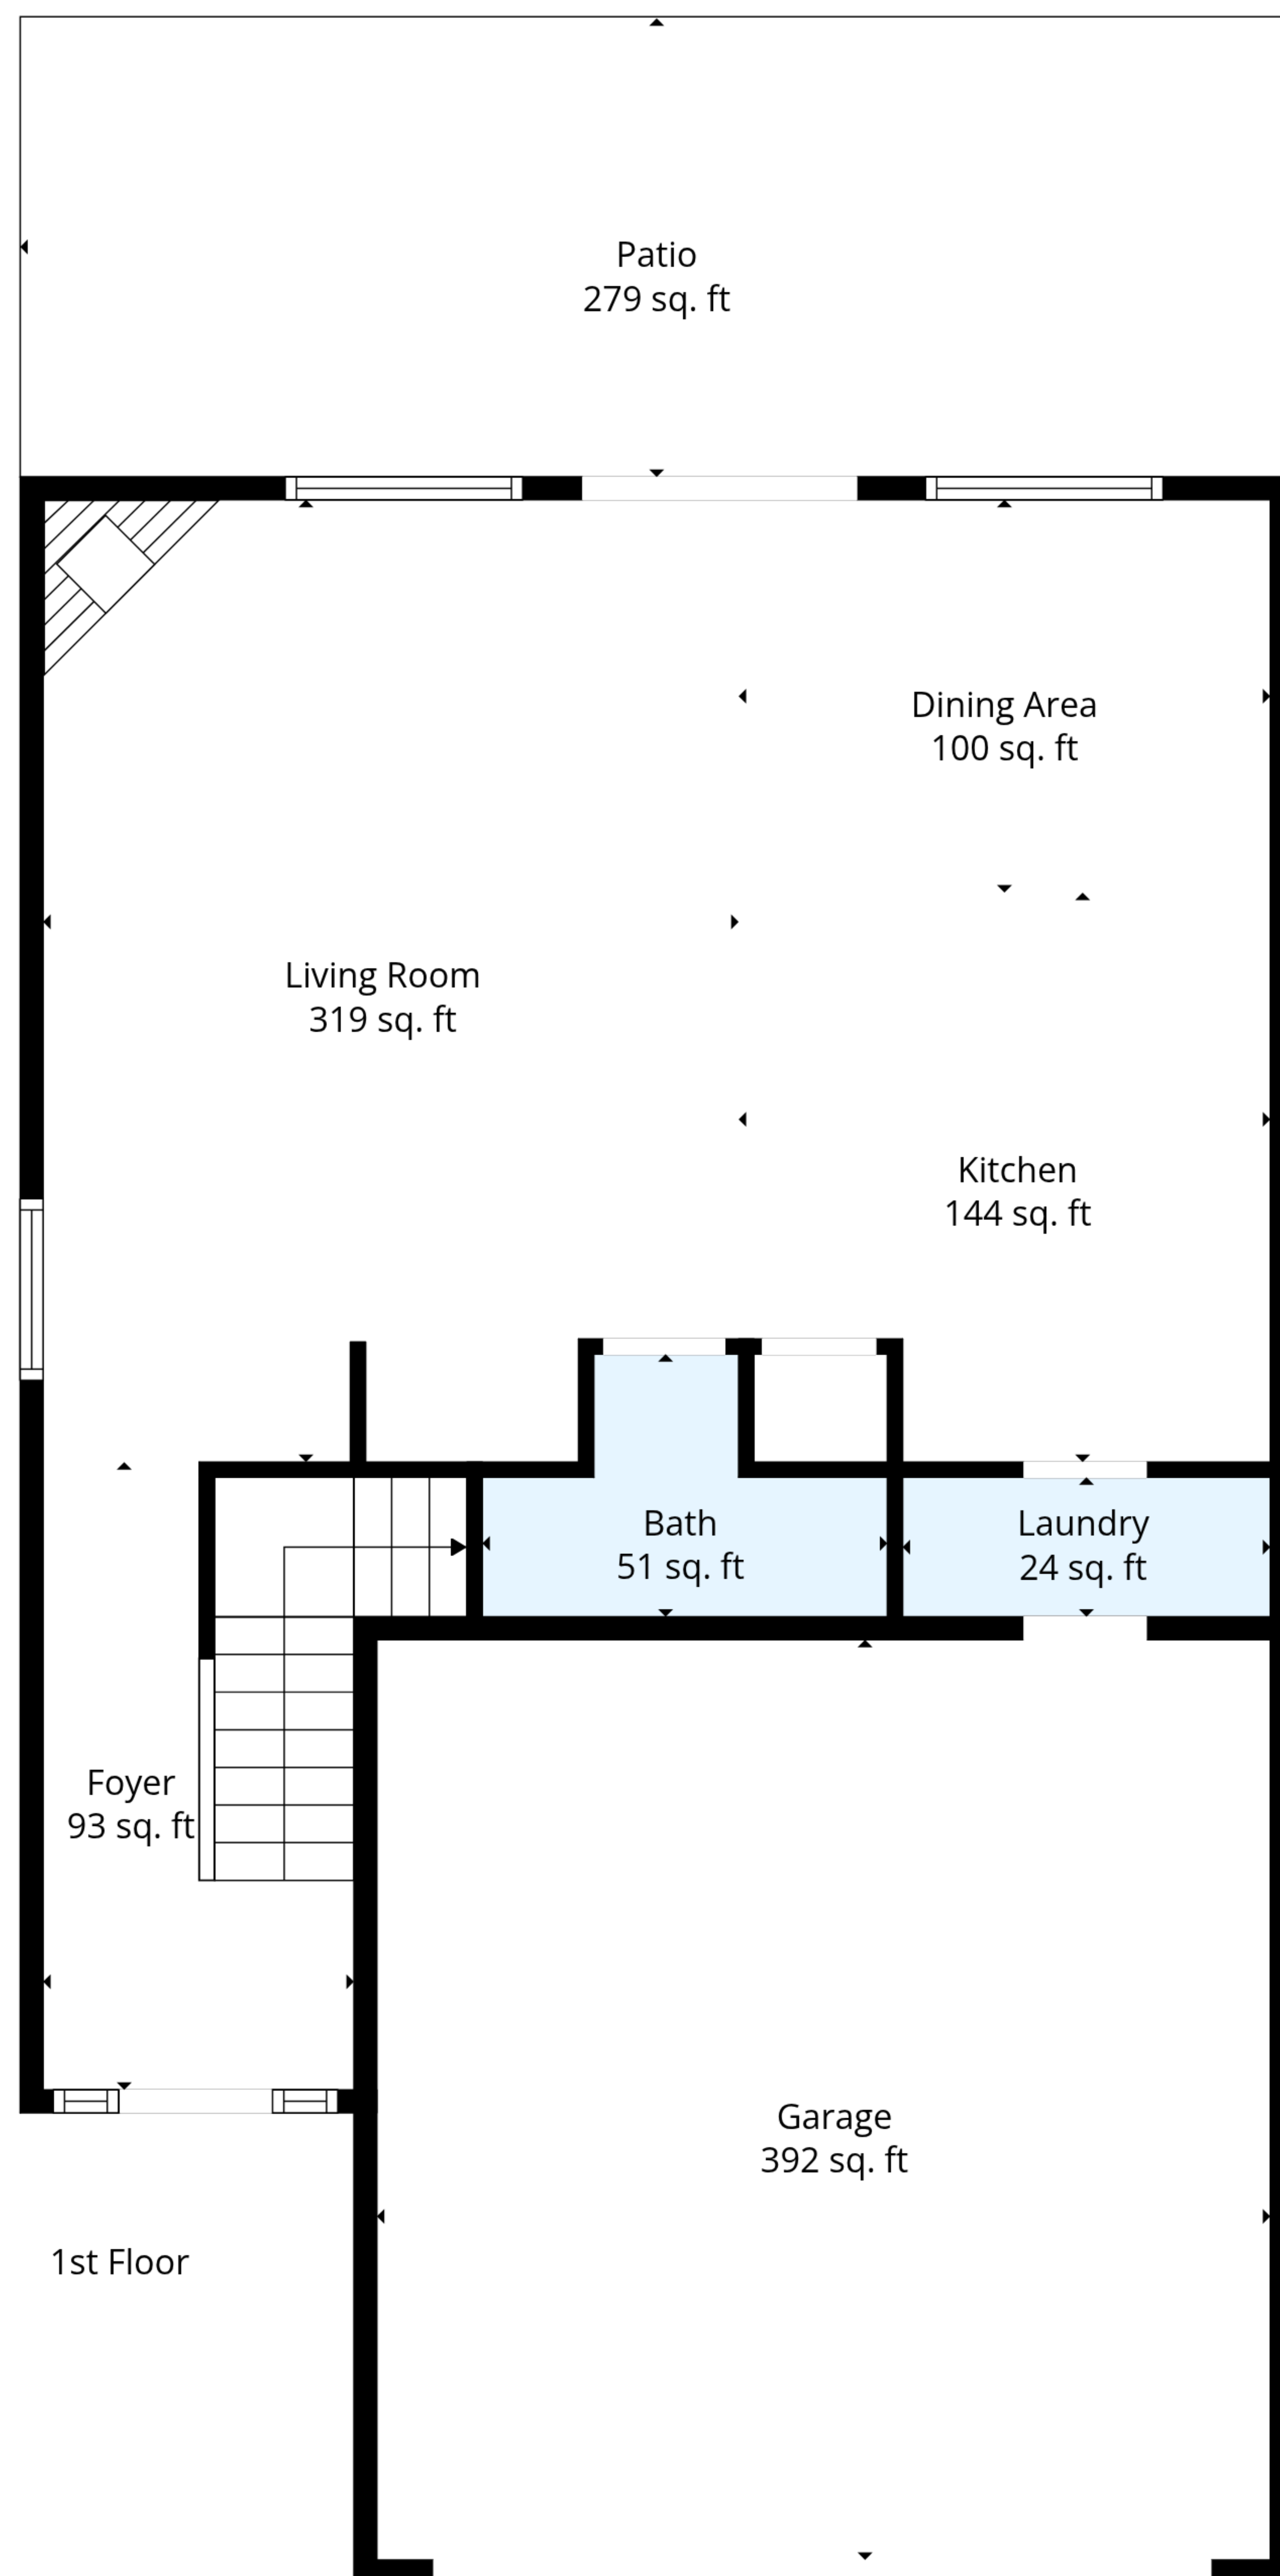 Patio
279 sq. ft
Dining Area
100 sq. ft
Living Room
319 sq. ft
Kitchen
144 sq. ft
Bath
51 sq. ft
Laundry
24 sq. ft
Foyer
93 sq. ft
Garage
392 sq. ft
1st Floor